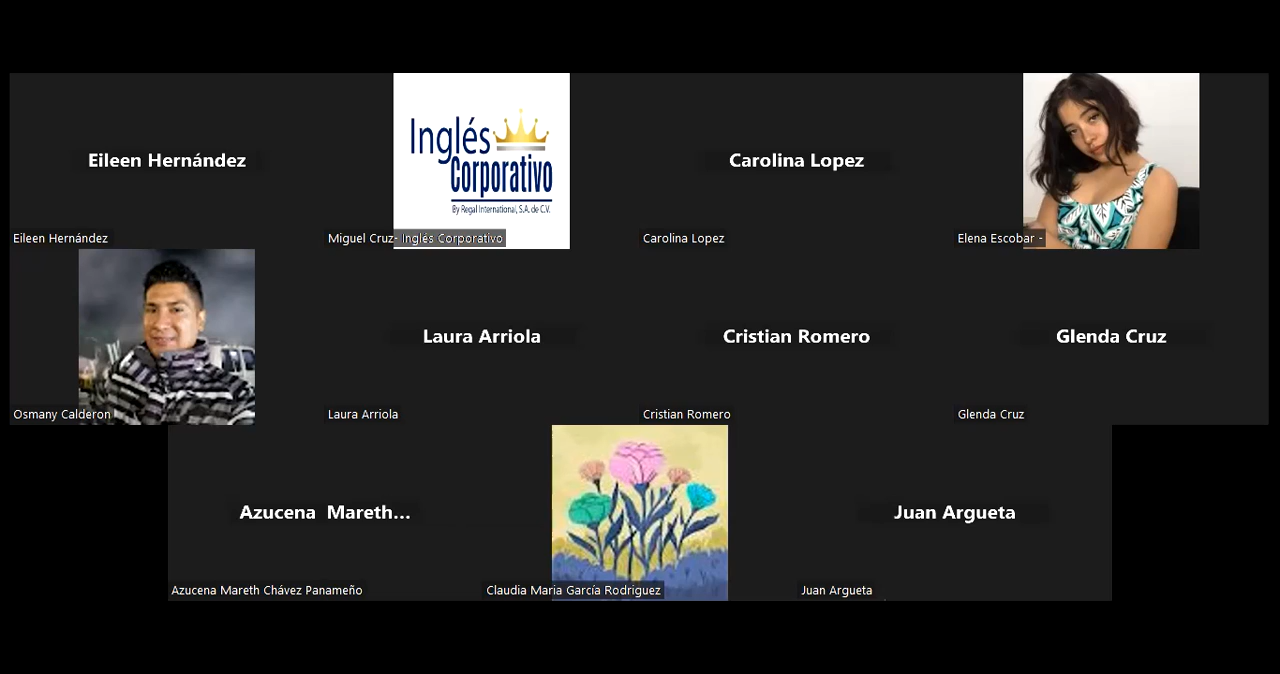 Eileen Hernández
Eileen Hernández
Inglés
Corporativo
By Regal International, S.A. de C.V.
Miguel Cruz- Inglés Corporativo
Carolina Lopez
Carolina Lopez
Elena Escobar -
Osmany Calderon
Laura Arriola
Laura Arriola
Cristian Romero
Cristian Romero
Glenda Cruz
Glenda Cruz
Azucena Mareth...
Azucena Mareth Chávez Panameño
Claudia Maria García Rodriguez
Juan Argueta
Juan Argueta